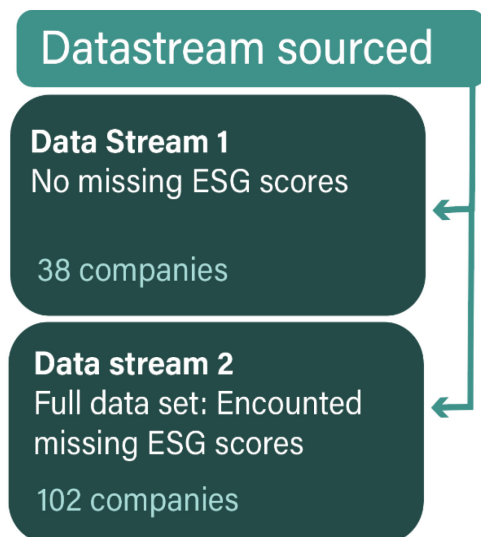 Datastream sourced
Data Stream 1
No missing ESG scores
38 companies
Data stream 2
Full data set: Encounted
missing ESG scores
102 companies